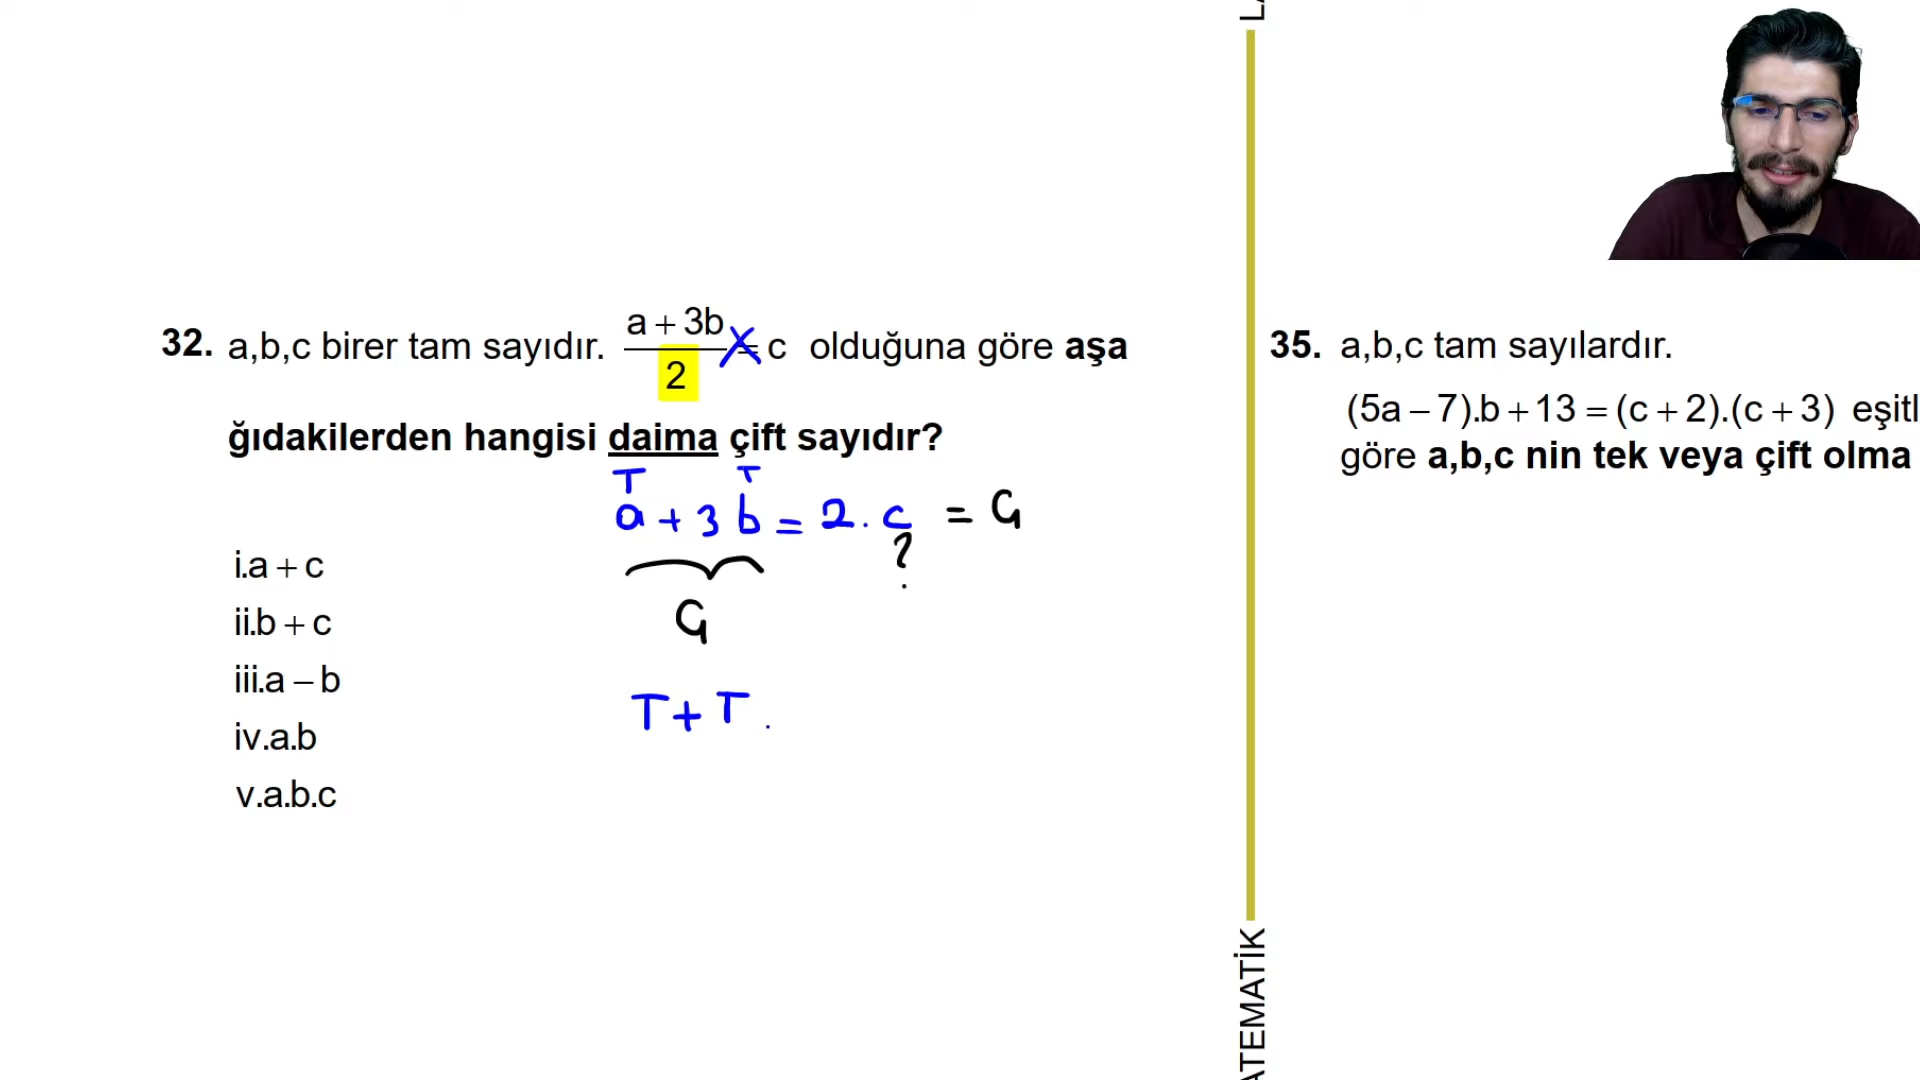 32. a,b,c birer tam sayıdır. (a + 3b)/2 = c olduğuna göre aşa
ğıdakilerden hangisi daima çift sayıdır?
T T
a + 3b = 2.c = Ç
?
Ç
T + T .
i.a + c
ii.b + c
iii.a – b
iv.a.b
v.a.b.c
35. a,b,c tam sayılardır.
(5a – 7).b + 13 = (c + 2).(c + 3) eşitl
göre a,b,c nin tek veya çift olma
ATEMATİK